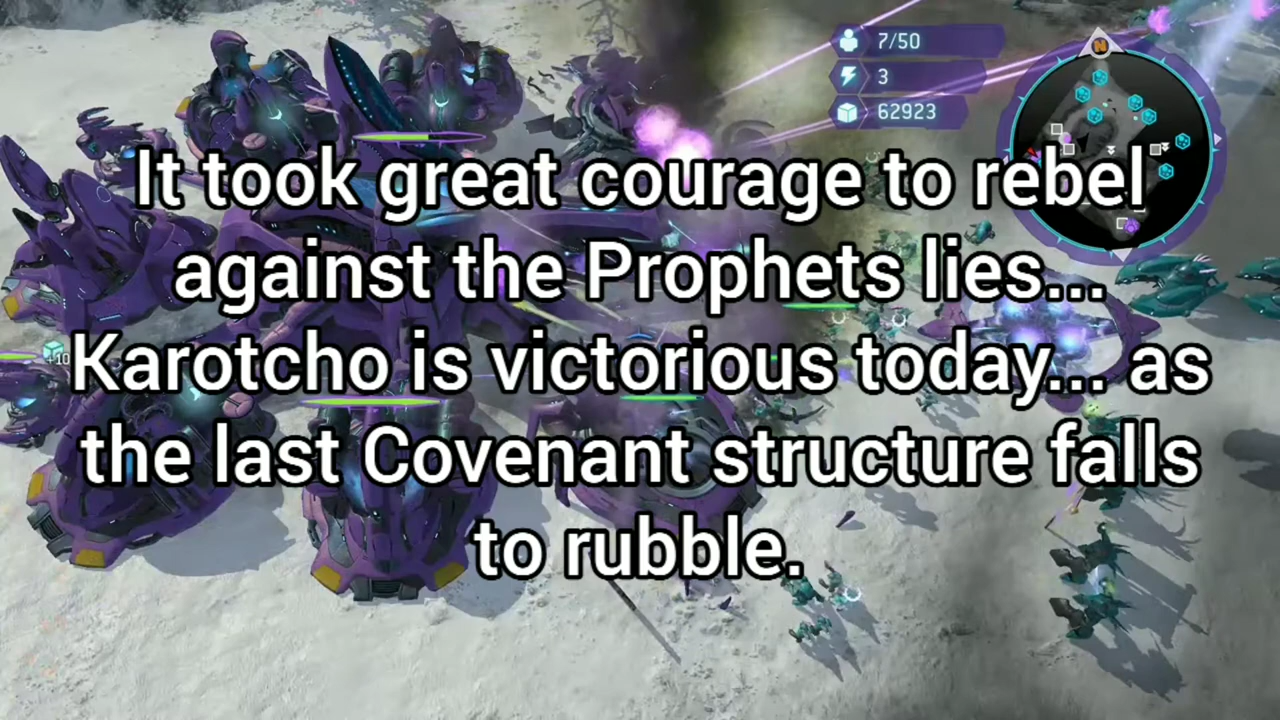 7/50
3
62923
N
It took great courage to rebel
against the Prophets lies...
+10
Karotcho is victorious today... as
the last Covenant structure falls
to rubble.